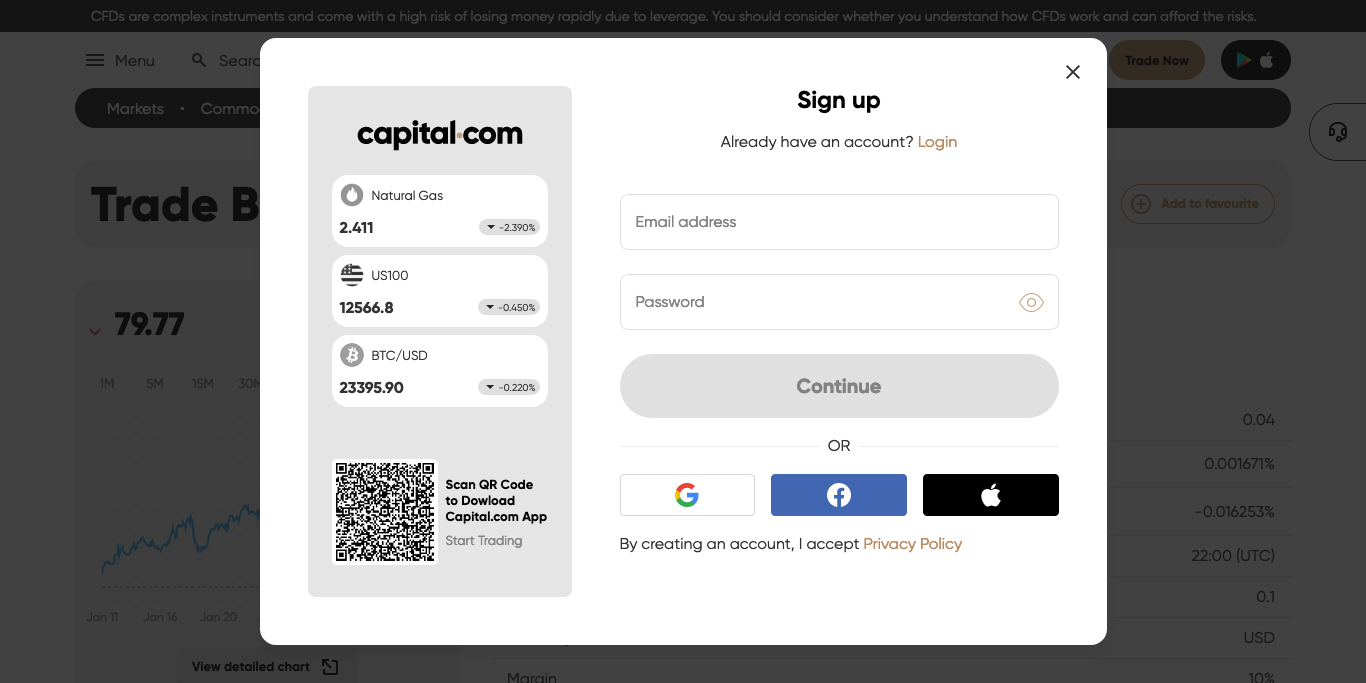 CFDs are complex instruments and come with a high risk of losing money rapidly due to leverage. You should consider whether you understand how CFDs work and can afford the risks.
Menu
Trade Now
Markets • Commo
Trade B
Add to favourite
79.77
1M 5M 15M 30M
Jan 11 Jan 16 Jan 20
View detailed chart
0.04
0.001671%
-0.016253%
22:00 (UTC)
0.1
USD
Margin 10%
capital.com
Natural Gas
2.411 -2.390%
US100
12566.8 -0.450%
BTC/USD
23395.90 -0.220%
Scan QR Code
to Dowload
Capital.com App
Start Trading
Sign up
Already have an account? Login
Email address
Password
Continue
OR
By creating an account, I accept Privacy Policy